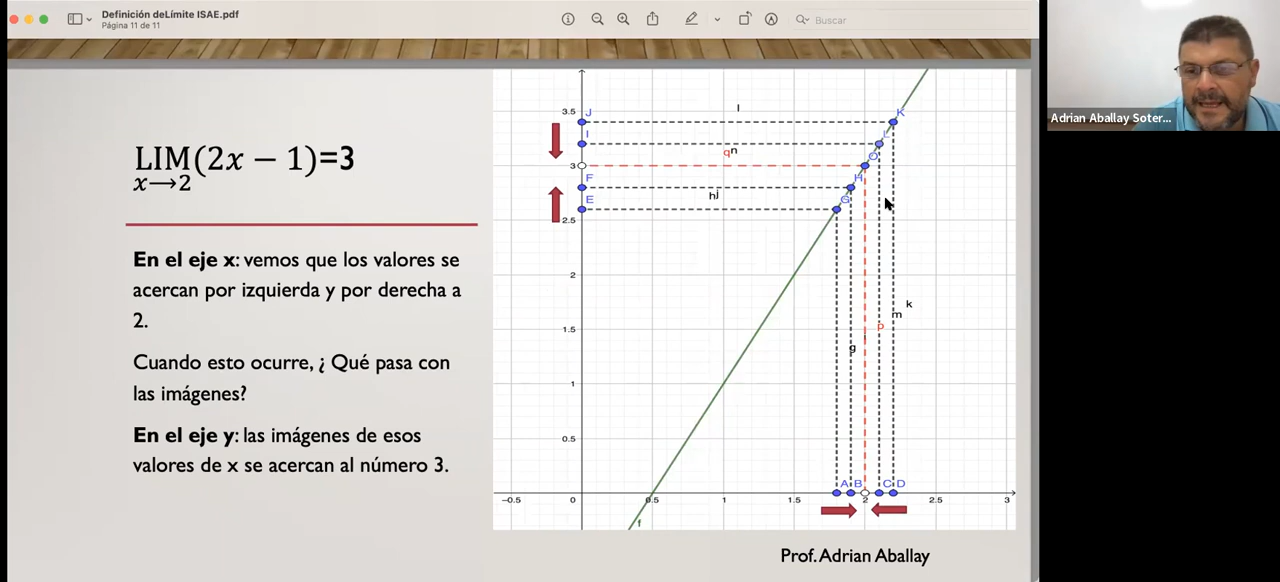 Definición deLímite ISAE.pdf
Página 11 de 11
Buscar
Adrian Aballay Soter...
LIM(2x − 1)=3
x⟶2
En el eje x: vemos que los valores se
acercan por izquierda y por derecha a
2.
Cuando esto ocurre, ¿ Qué pasa con
las imágenes?
En el eje y: las imágenes de esos
valores de x se acercan al número 3.
l
3.5 J K
I L
qn O
3
F H
hj
E G
2.5
2
k
m
1.5 p
g
1
0.5
A B C D
−0.5 0 0.5 1 1.5 2 2.5 3
f
Prof. Adrian Aballay